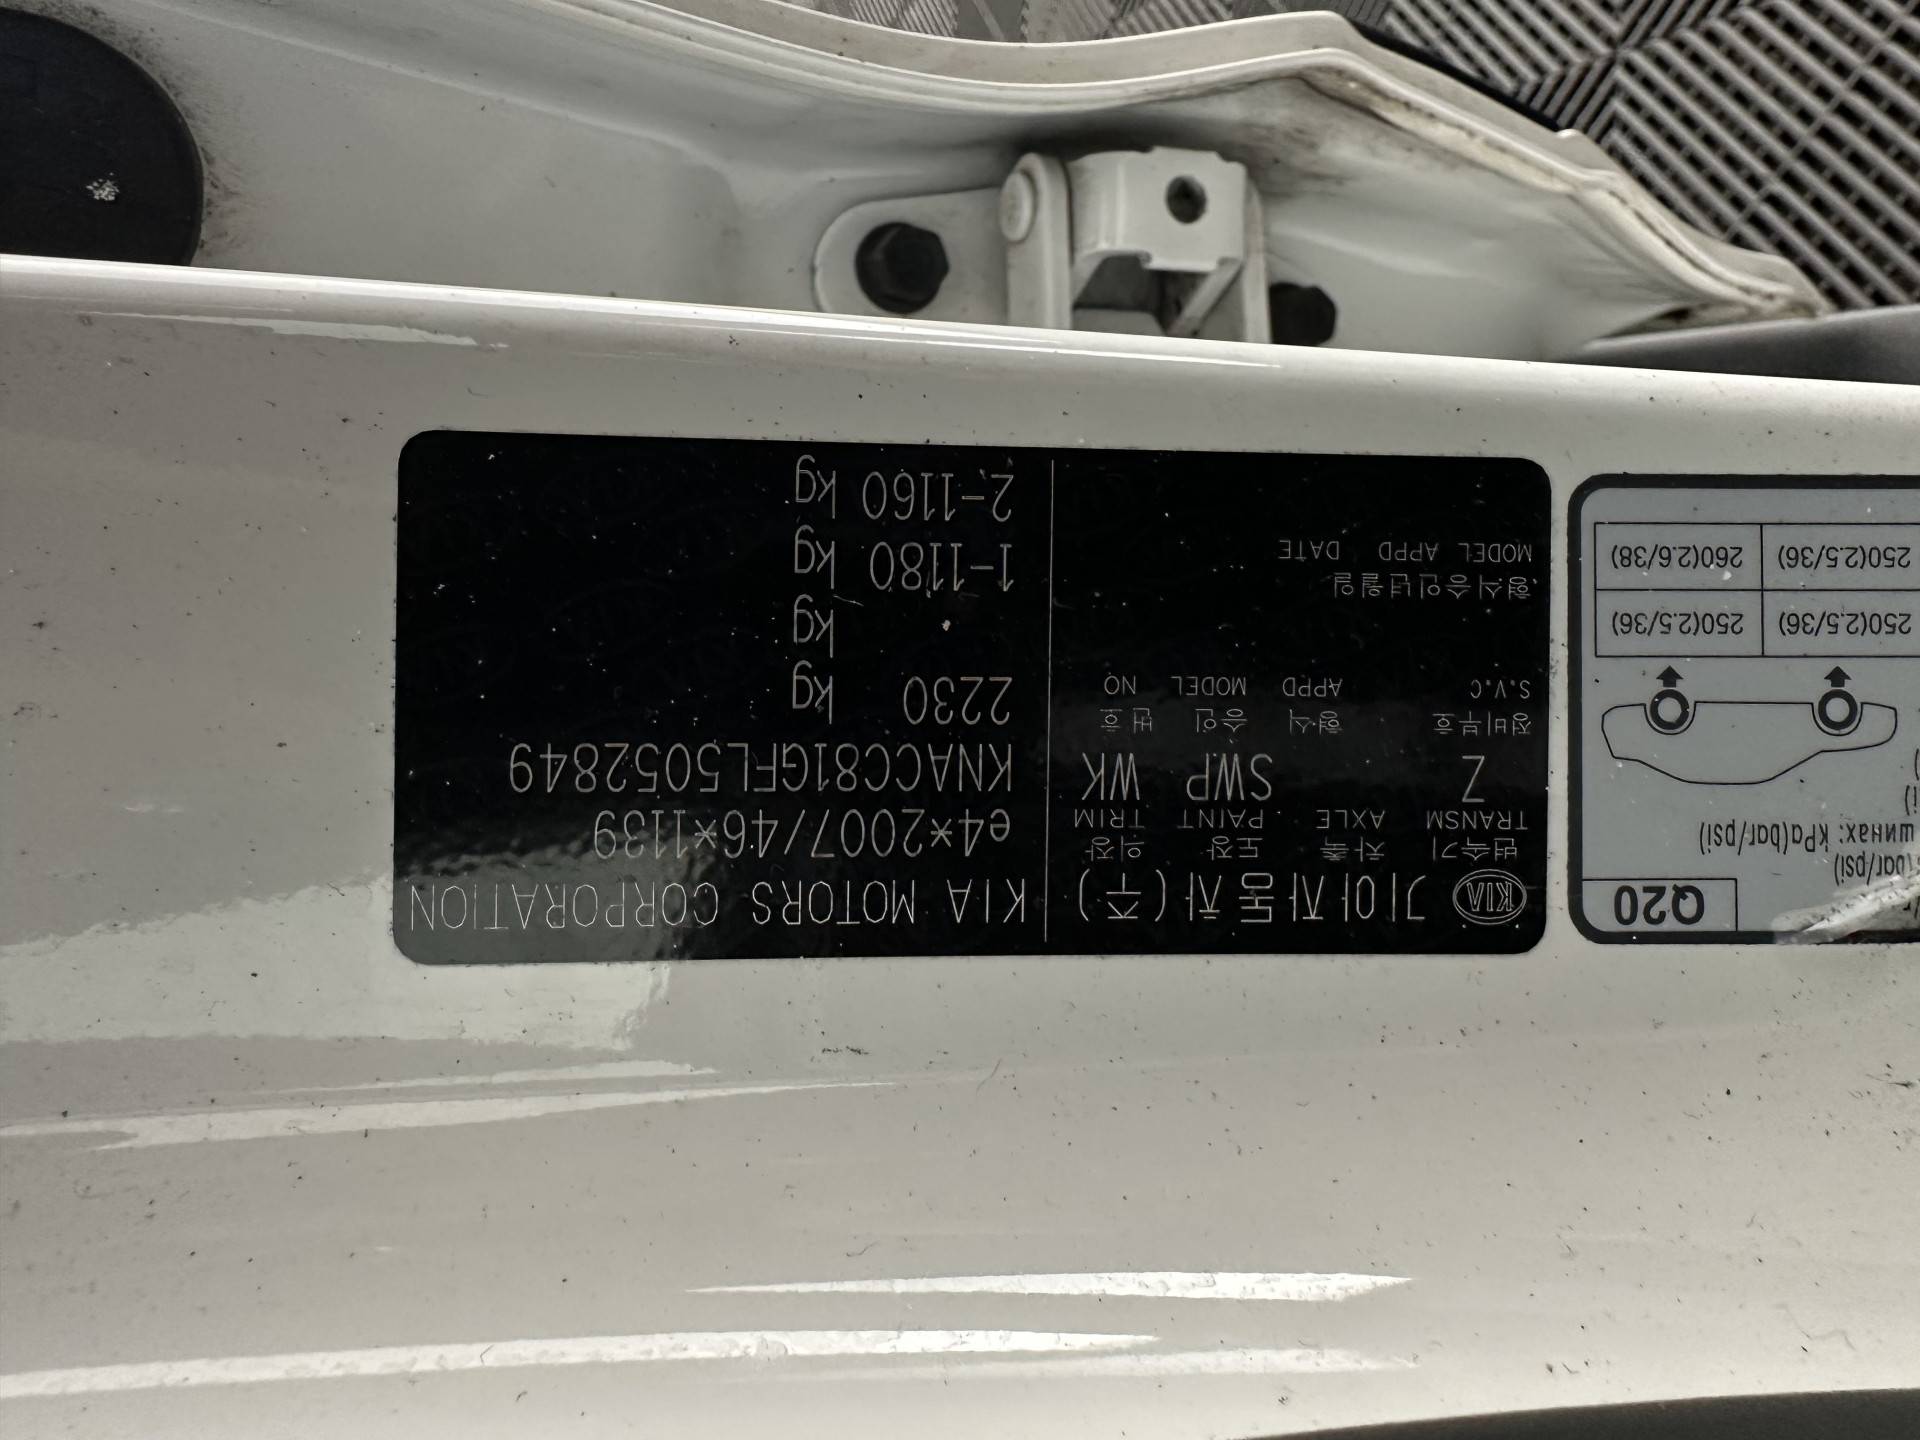 Q20
(bar/psi)
шинах: kPa(bar/psi)
250(2.5/36) 250(2.5/36)
250(2.5/36) 260(2.6/38)
KIA 기아자동차(주)
변속기 차축 도장 의장
TRANSM AXLE PAINT TRIM
Z SWP WK
정비부호 형식 승인 번호
S.V.C APPD MODEL NO
형식승인년월일
MODEL APPD DATE
KIA MOTORS CORPORATION
e4*2007/46*1139
KNACC81GFL5052849
2230 kg
kg
1-1180 kg
2-1160 kg